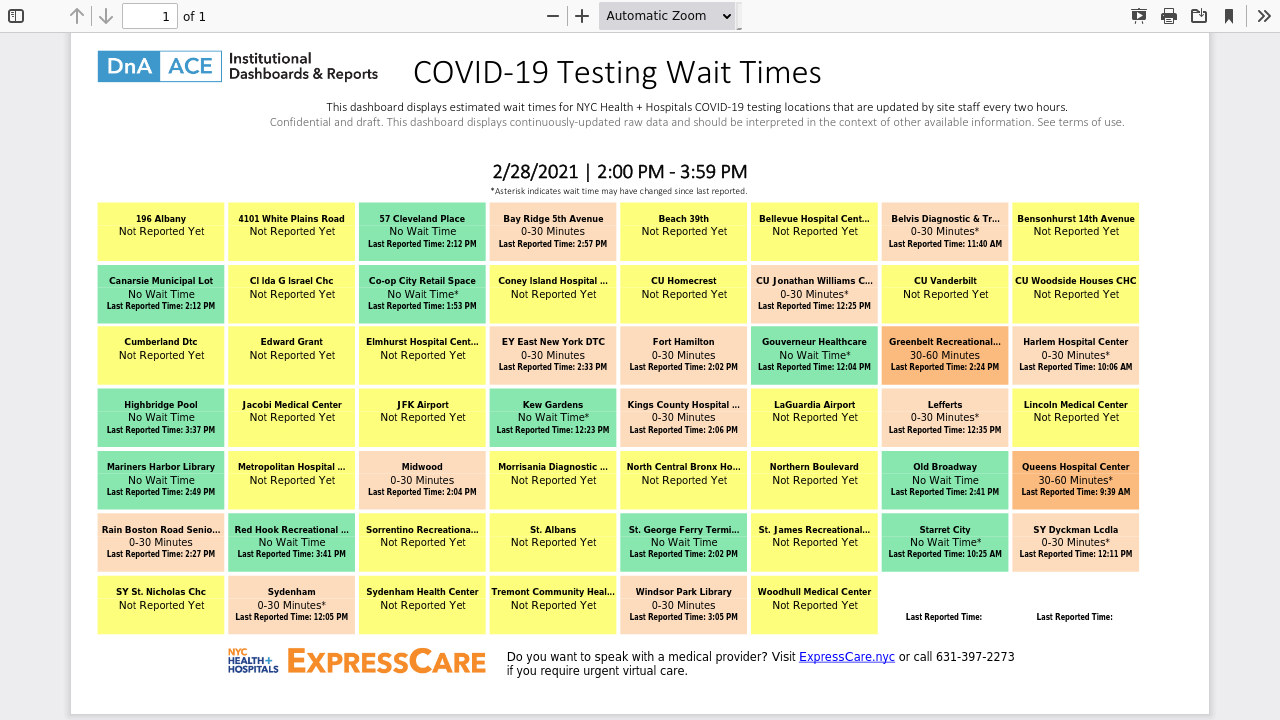 1 of 1
Automatic Zoom
DnA ACE Institutional Dashboards & Reports
COVID-19 Testing Wait Times
This dashboard displays estimated wait times for NYC Health + Hospitals COVID-19 testing locations that are updated by site staff every two hours.
Confidential and draft. This dashboard displays continuously-updated raw data and should be interpreted in the context of other available information. See terms of use.
2/28/2021 | 2:00 PM - 3:59 PM
*Asterisk indicates wait time may have changed since last reported.
196 Albany
Not Reported Yet
4101 White Plains Road
Not Reported Yet
57 Cleveland Place
No Wait Time
Last Reported Time: 2:12 PM
Bay Ridge 5th Avenue
0-30 Minutes
Last Reported Time: 2:57 PM
Beach 39th
Not Reported Yet
Bellevue Hospital Cent...
Not Reported Yet
Belvis Diagnostic & Tr...
0-30 Minutes*
Last Reported Time: 11:40 AM
Bensonhurst 14th Avenue
Not Reported Yet
Canarsie Municipal Lot
No Wait Time
Last Reported Time: 2:12 PM
Cl Ida G Israel Chc
Not Reported Yet
Co-op City Retail Space
No Wait Time*
Last Reported Time: 1:53 PM
Coney Island Hospital ...
Not Reported Yet
CU Homecrest
Not Reported Yet
CU Jonathan Williams C...
0-30 Minutes*
Last Reported Time: 12:25 PM
CU Vanderbilt
Not Reported Yet
CU Woodside Houses CHC
Not Reported Yet
Cumberland Dtc
Not Reported Yet
Edward Grant
Not Reported Yet
Elmhurst Hospital Cent...
Not Reported Yet
EY East New York DTC
0-30 Minutes
Last Reported Time: 2:33 PM
Fort Hamilton
0-30 Minutes
Last Reported Time: 2:02 PM
Gouverneur Healthcare
No Wait Time*
Last Reported Time: 12:04 PM
Greenbelt Recreational...
30-60 Minutes
Last Reported Time: 2:24 PM
Harlem Hospital Center
0-30 Minutes*
Last Reported Time: 10:06 AM
Highbridge Pool
No Wait Time
Last Reported Time: 3:37 PM
Jacobi Medical Center
Not Reported Yet
JFK Airport
Not Reported Yet
Kew Gardens
No Wait Time*
Last Reported Time: 12:23 PM
Kings County Hospital ...
0-30 Minutes
Last Reported Time: 2:06 PM
LaGuardia Airport
Not Reported Yet
Lefferts
0-30 Minutes*
Last Reported Time: 12:35 PM
Lincoln Medical Center
Not Reported Yet
Mariners Harbor Library
No Wait Time
Last Reported Time: 2:49 PM
Metropolitan Hospital ...
Not Reported Yet
Midwood
0-30 Minutes
Last Reported Time: 2:04 PM
Morrisania Diagnostic ...
Not Reported Yet
North Central Bronx Ho...
Not Reported Yet
Northern Boulevard
Not Reported Yet
Old Broadway
No Wait Time
Last Reported Time: 2:41 PM
Queens Hospital Center
30-60 Minutes*
Last Reported Time: 9:39 AM
Rain Boston Road Senio...
0-30 Minutes
Last Reported Time: 2:27 PM
Red Hook Recreational ...
No Wait Time
Last Reported Time: 3:41 PM
Sorrentino Recreationa...
Not Reported Yet
St. Albans
Not Reported Yet
St. George Ferry Termi...
No Wait Time
Last Reported Time: 2:02 PM
St. James Recreational...
Not Reported Yet
Starret City
No Wait Time*
Last Reported Time: 10:25 AM
SY Dyckman Lcdla
0-30 Minutes*
Last Reported Time: 12:11 PM
SY St. Nicholas Chc
Not Reported Yet
Sydenham
0-30 Minutes*
Last Reported Time: 12:05 PM
Sydenham Health Center
Not Reported Yet
Tremont Community Heal...
Not Reported Yet
Windsor Park Library
0-30 Minutes
Last Reported Time: 3:05 PM
Woodhull Medical Center
Not Reported Yet
Last Reported Time:
Last Reported Time:
NYC HEALTH+ HOSPITALS
EXPRESSCARE
Do you want to speak with a medical provider? Visit ExpressCare.nyc or call 631-397-2273
if you require urgent virtual care.